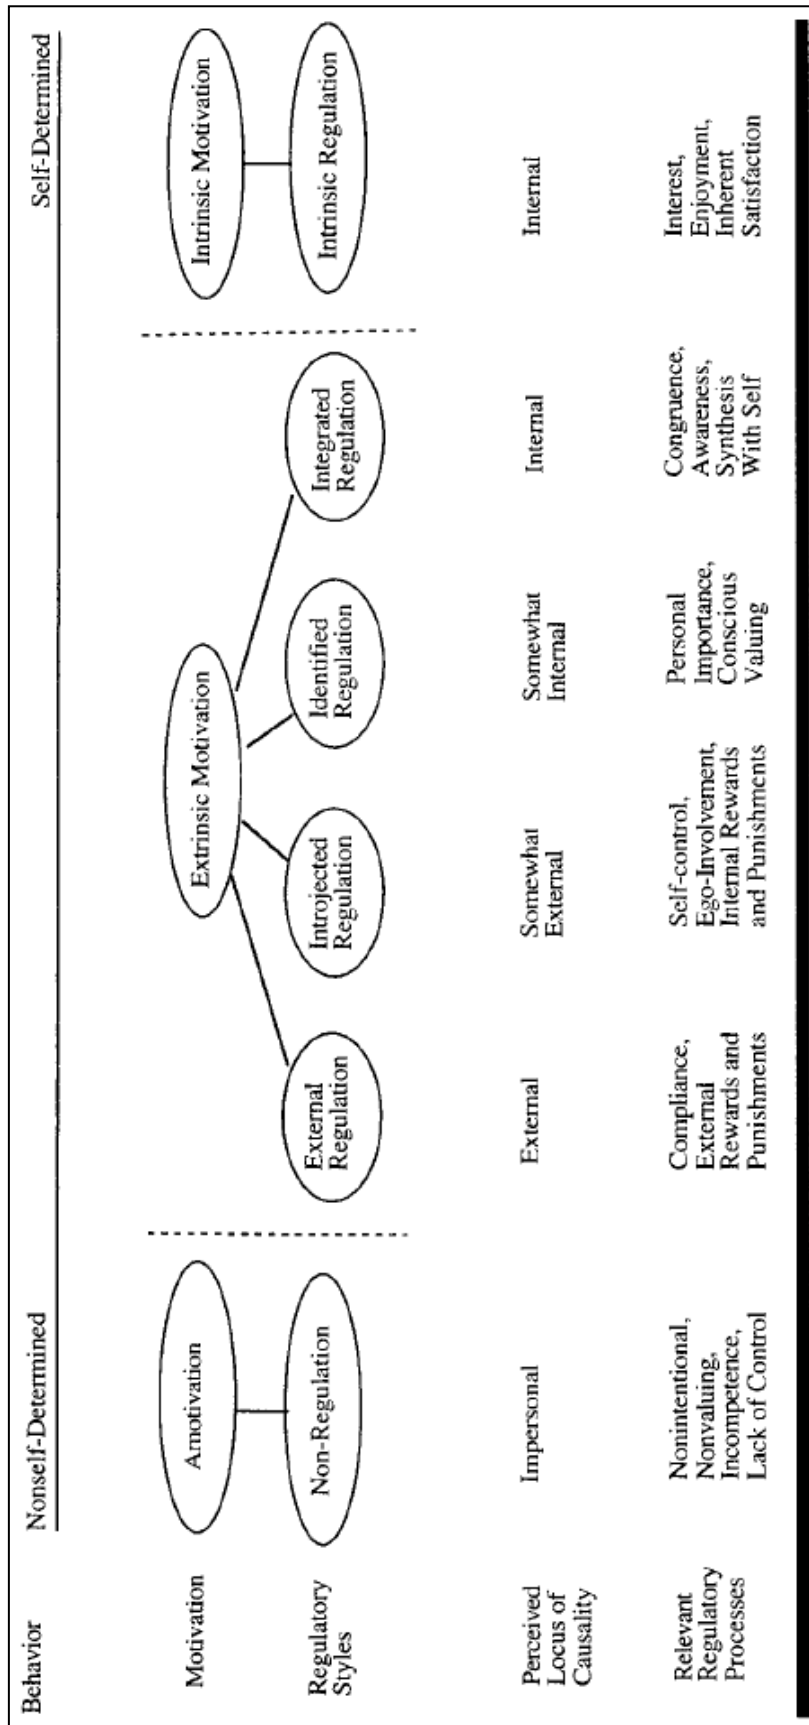 Behavior
Nonself-Determined
Self-Determined
Motivation
Amotivation
Extrinsic Motivation
Intrinsic Motivation
Regulatory
Styles
Non-Regulation
External
Regulation
Introjected
Regulation
Identified
Regulation
Integrated
Regulation
Intrinsic Regulation
Perceived
Locus of
Causality
Impersonal
External
Somewhat
External
Somewhat
Internal
Internal
Internal
Relevant
Regulatory
Processes
Nonintentional,
Nonvaluing,
Incompetence,
Lack of Control
Compliance,
External
Rewards and
Punishments
Self-control,
Ego-Involvement,
Internal Rewards
and Punishments
Personal
Importance,
Conscious
Valuing
Congruence,
Awareness,
Synthesis
With Self
Interest,
Enjoyment,
Inherent
Satisfaction